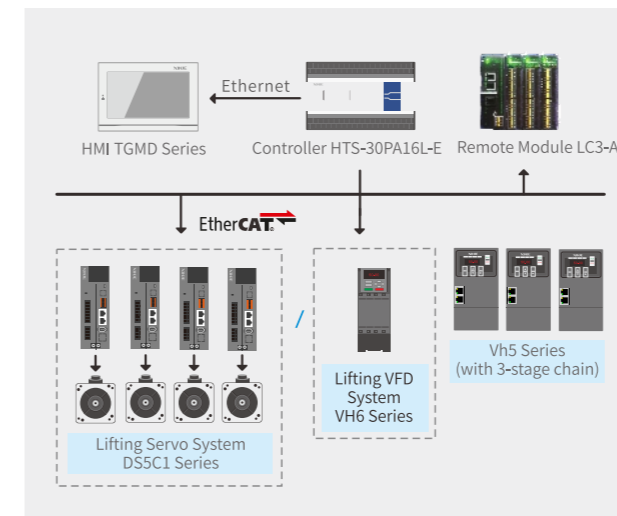 Ethernet
HMI TGMD Series
Controller HTS-30PA16L-E
Remote Module LC3-A
EtherCAT®
/
Lifting Servo System
DS5C1 Series
Lifting VFD
System
VH6 Series
Vh5 Series
(with 3-stage chain)